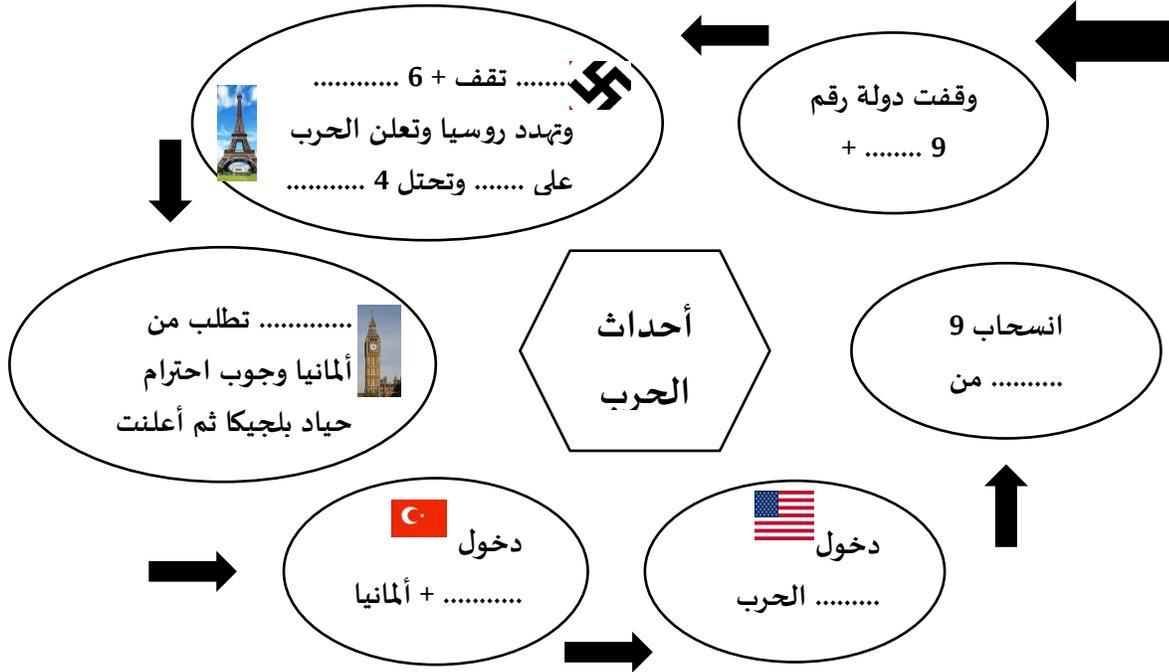 وقفت دولة رقم
9 ........ +
........ تقف + 6 ............
وتهدد روسيا وتعلن الحرب
على ....... وتحتل 4 ...........
............. تطلب من
ألمانيا وجوب احترام
حياد بلجيكا ثم أعلنت
أحداث
الحرب
دخول
........... + ألمانيا
دخول
......... الحرب
انسحاب 9
.......... من